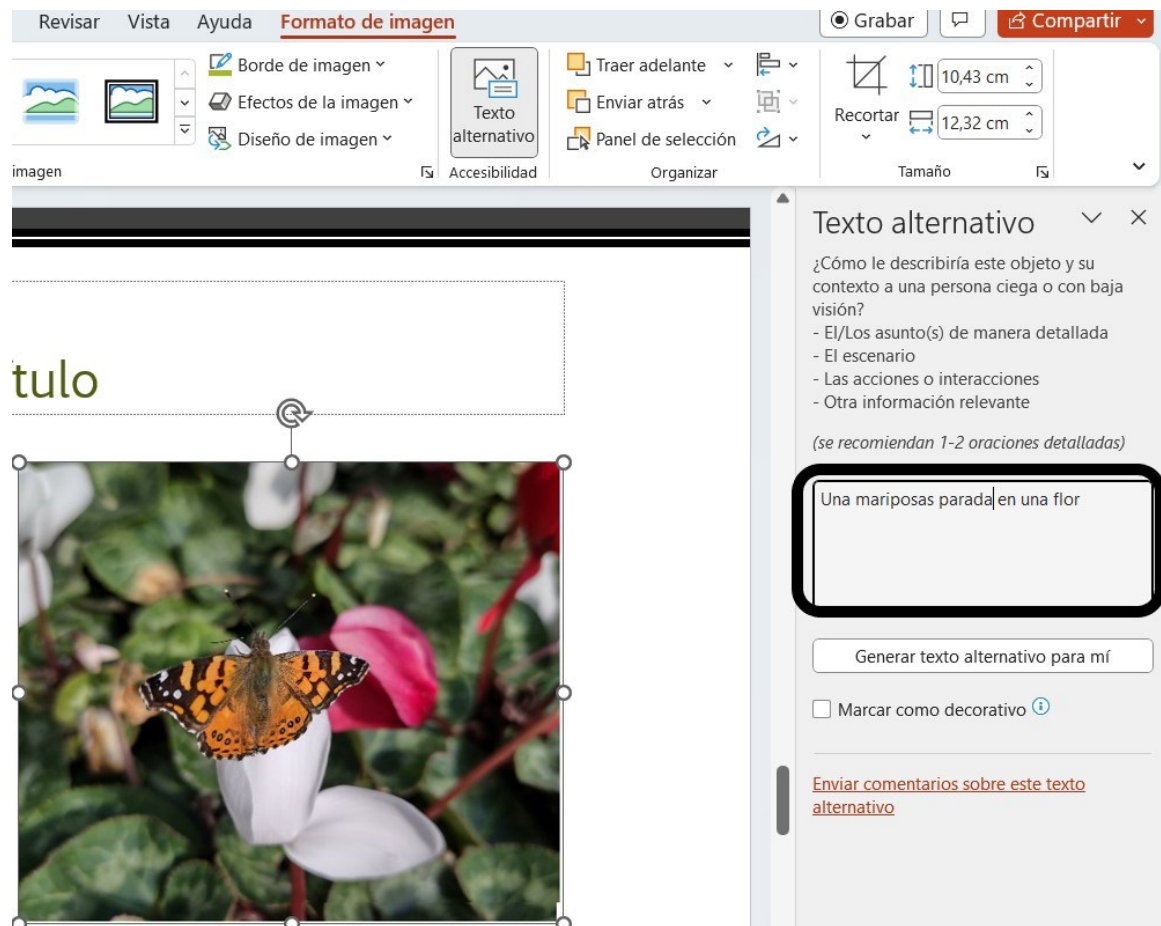 Revisar Vista Ayuda Formato de imagen Grabar Compartir
Borde de imagen
Efectos de la imagen
Diseño de imagen
imagen
Texto
alternativo
Accesibilidad
Traer adelante
Enviar atrás
Panel de selección
Organizar
Recortar
10,43 cm
12,32 cm
Tamaño
tulo
Texto alternativo
¿Cómo le describiría este objeto y su
contexto a una persona ciega o con baja
visión?
- El/Los asunto(s) de manera detallada
- El escenario
- Las acciones o interacciones
- Otra información relevante
(se recomiendan 1-2 oraciones detalladas)
Una mariposas parada en una flor
Generar texto alternativo para mí
Marcar como decorativo
Enviar comentarios sobre este texto
alternativo